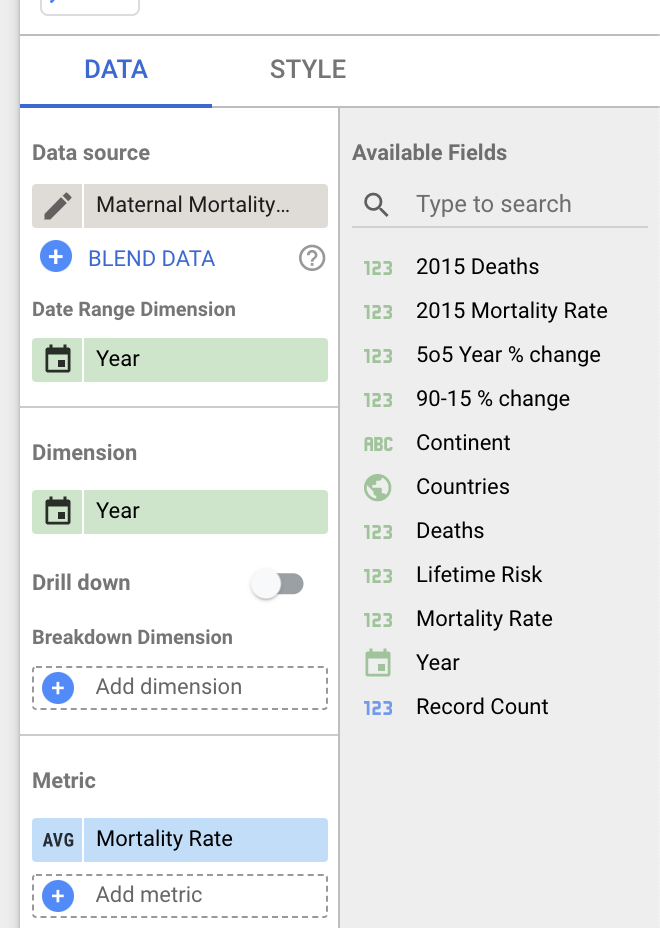 DATA
STYLE
Data source
Maternal Mortality...
BLEND DATA
?
Date Range Dimension
Year
Dimension
Year
Drill down
Breakdown Dimension
Add dimension
Metric
AVG Mortality Rate
Add metric
Available Fields
Type to search
123 2015 Deaths
123 2015 Mortality Rate
123 5o5 Year % change
123 90-15 % change
ABC Continent
Countries
123 Deaths
123 Lifetime Risk
123 Mortality Rate
Year
123 Record Count